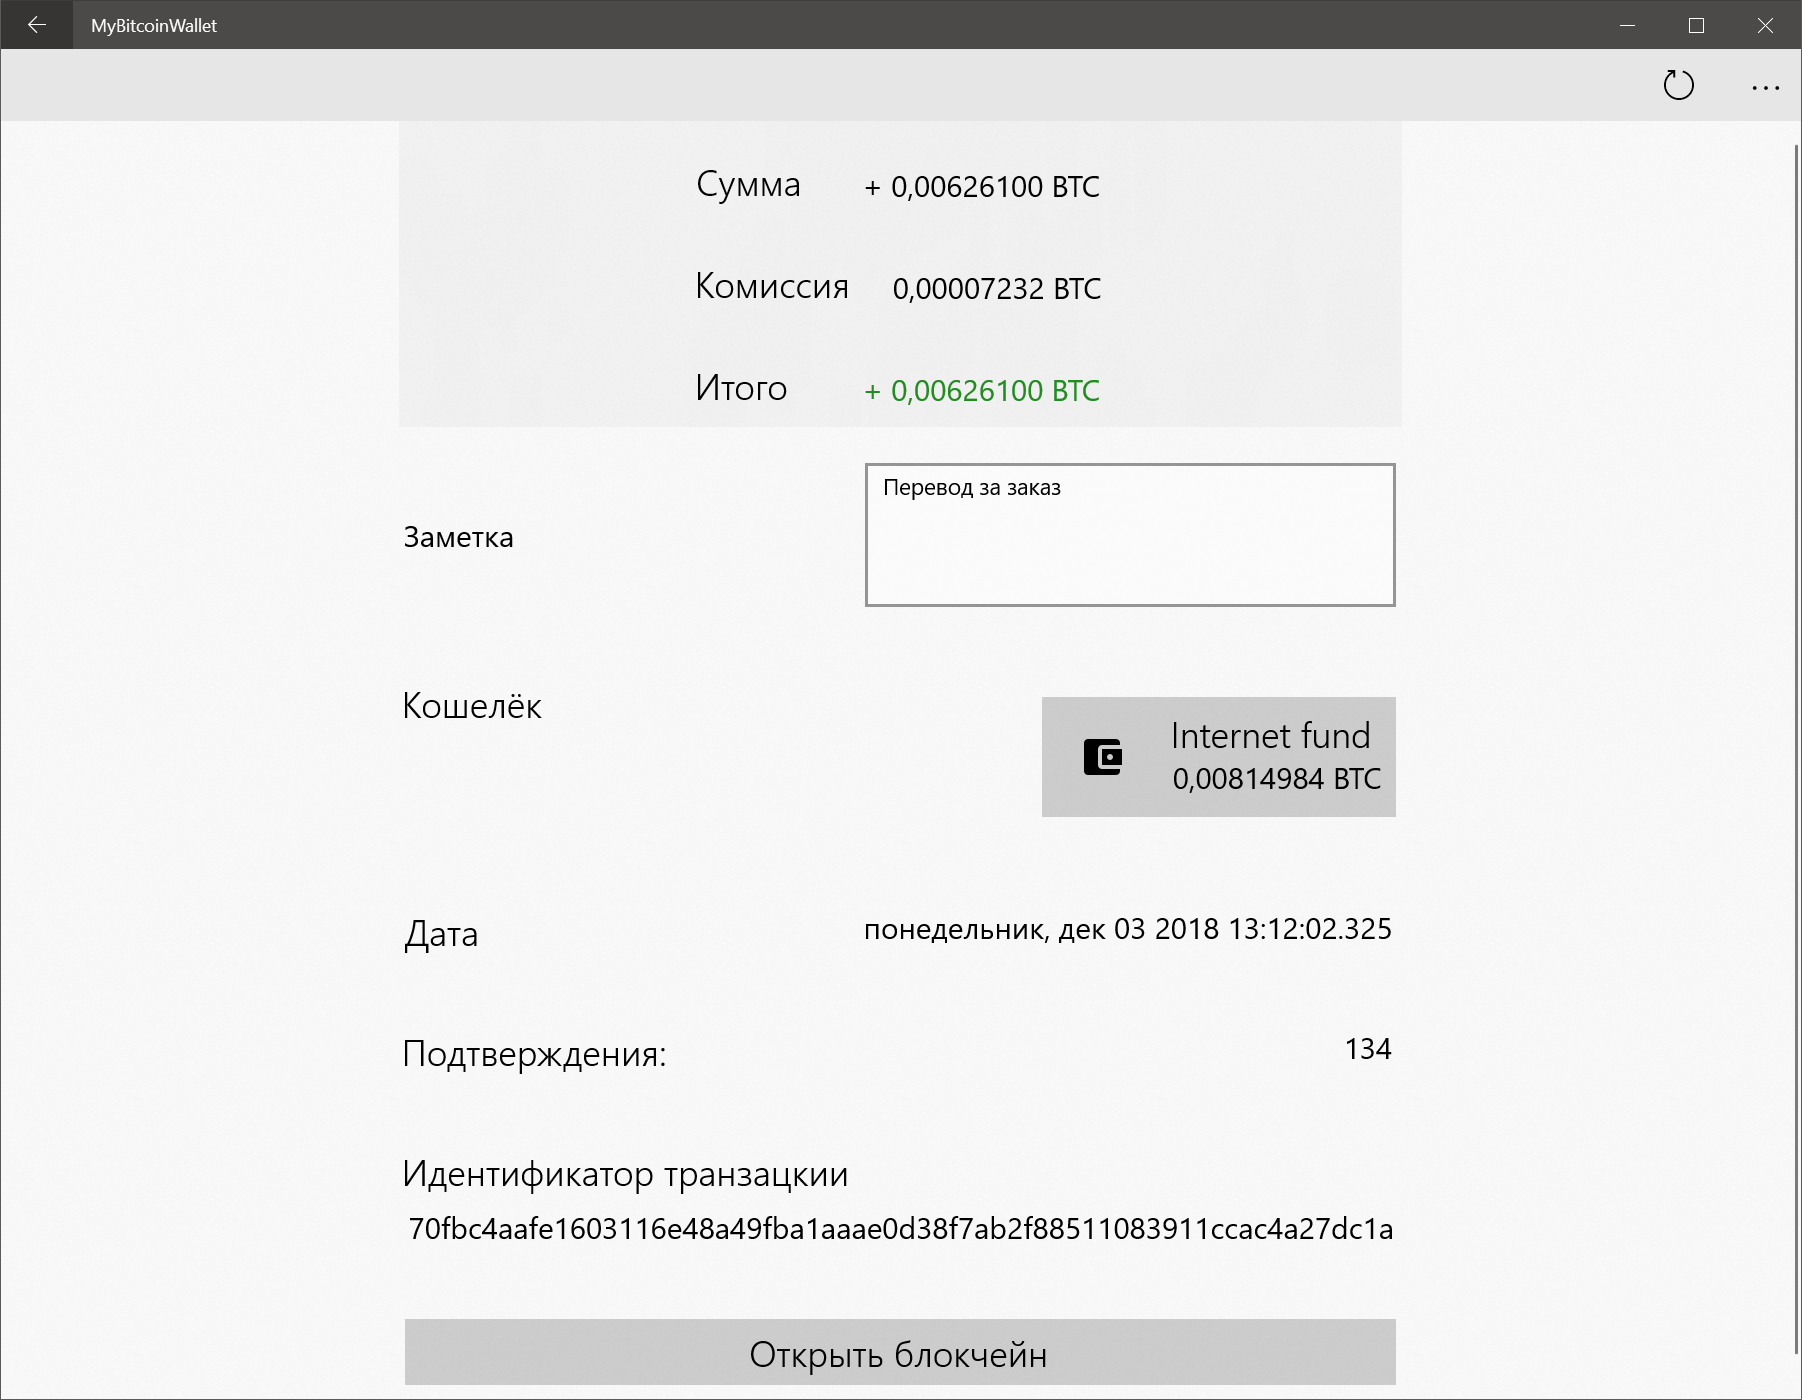 MyBitcoinWallet
Сумма + 0,00626100 BTC
Комиссия 0,00007232 BTC
Итого + 0,00626100 BTC
Заметка
Перевод за заказ
Кошелёк
Internet fund
0,00814984 BTC
Дата понедельник, дек 03 2018 13:12:02.325
Подтверждения: 134
Идентификатор транзацкии
70fbc4aafe1603116e48a49fba1aaae0d38f7ab2f88511083911ccac4a27dc1a
Открыть блокчейн